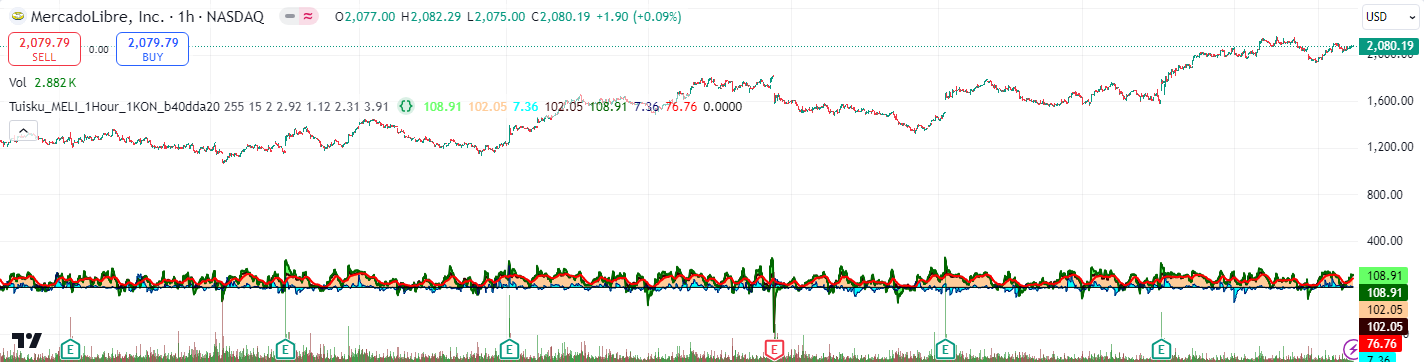 MercadoLibre, Inc. · 1h · NASDAQ O2,077.00 H2,082.29 L2,075.00 C2,080.19 +1.90 (+0.09%)
USD
2,079.79 SELL
0.00
2,079.79 BUY
2,080.19
Vol 2.882 K
Tuisku_MELI_1Hour_1KON_b40dda20 255 15 2 2.92 1.12 2.31 3.91 108.91 102.05 7.36 102.05 108.91 7.36 76.76 0.0000
1,600.00
1,200.00
800.00
400.00
108.91
108.91
102.05
102.05
76.76
7.36
E E E E E E